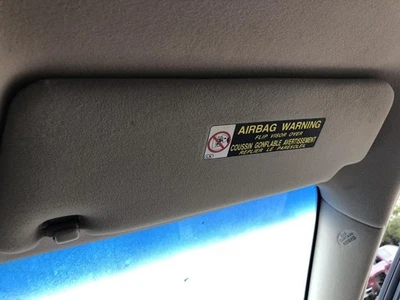 AIRBAG WARNING
FLIP VISOR OVER
COUSSIN GONFLABLE AVERTISSEMENT
REPLIER LE PARESOLEIL